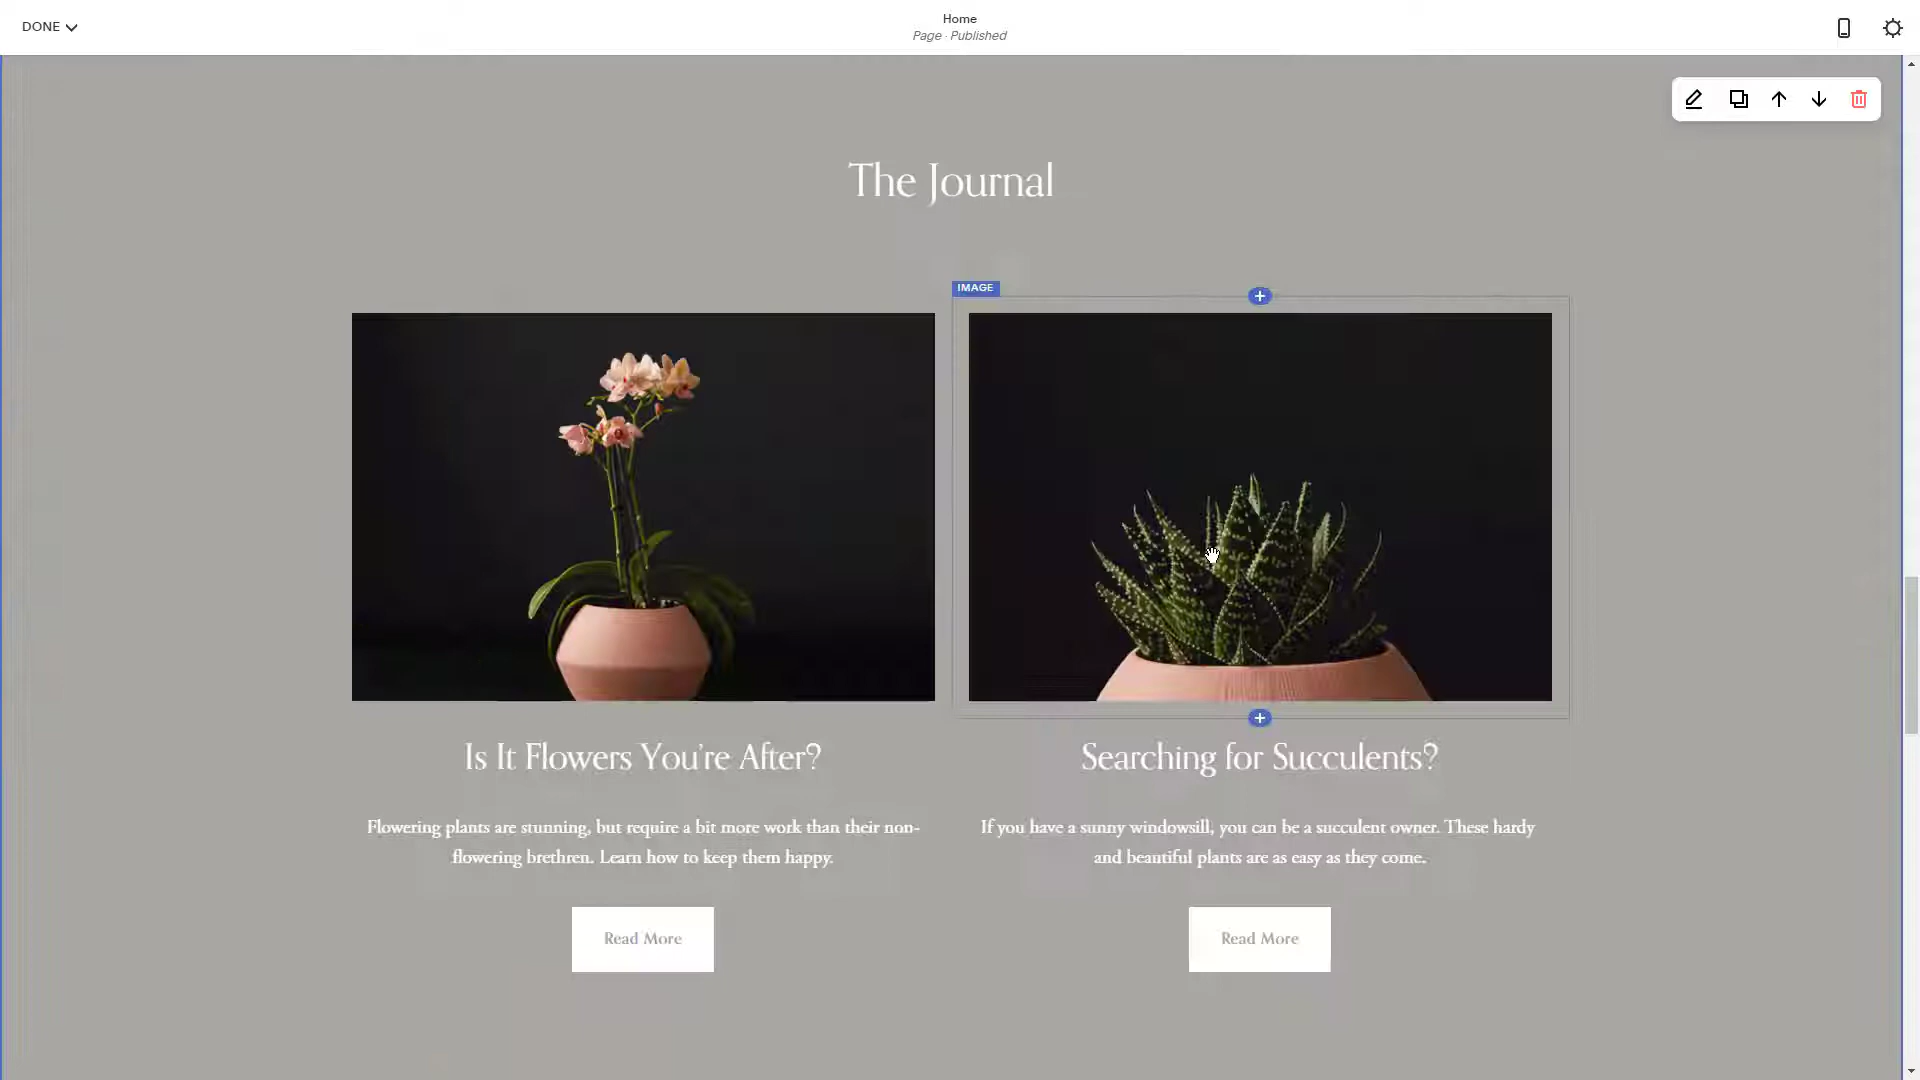 DONE
Home
Page · Published
The Journal
IMAGE
Is It Flowers You're After?
Flowering plants are stunning, but require a bit more work than their non-
flowering brethren. Learn how to keep them happy.
Read More
Searching for Succulents?
If you have a sunny windowsill, you can be a succulent owner. These hardy
and beautiful plants are as easy as they come.
Read More